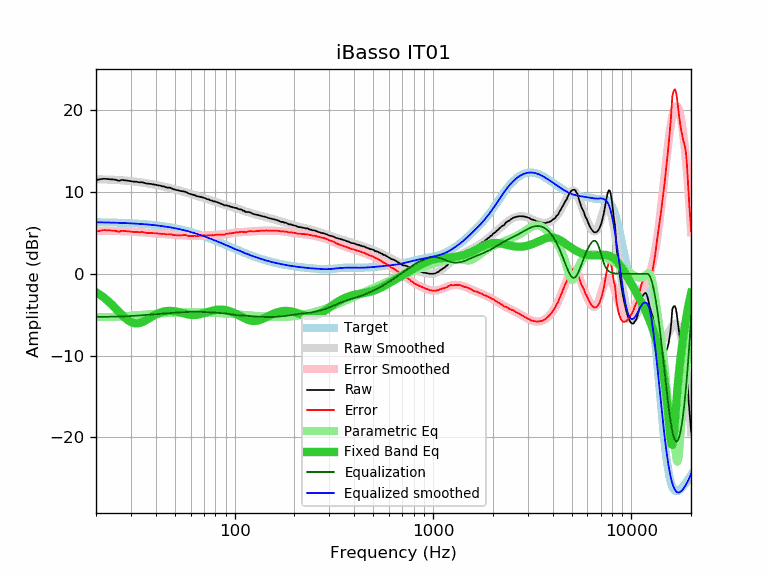 iBasso IT01
Amplitude (dBr)
20
10
0
−10
−20
Target
Raw Smoothed
Error Smoothed
Raw
Error
Parametric Eq
Fixed Band Eq
Equalization
Equalized smoothed
100
1000
10000
Frequency (Hz)